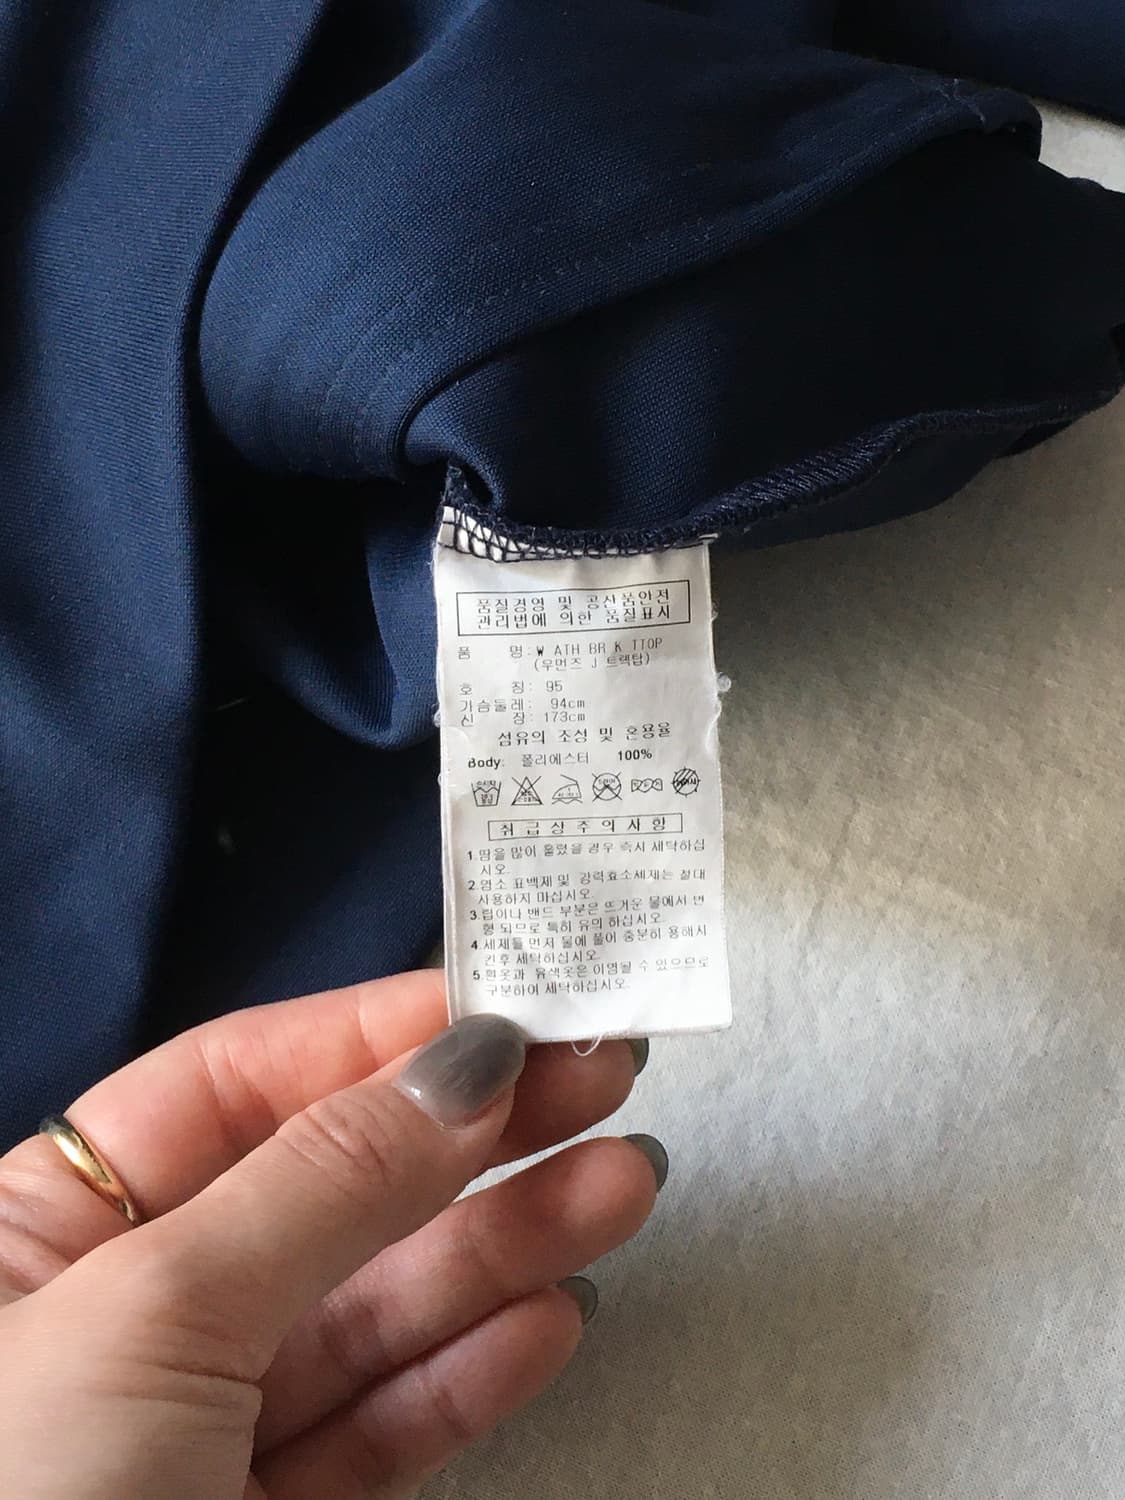 품질경영 및 공산품안전
관리법에 의한 품질표시
품 명: W ATH BR K TTOP
(우먼즈 J 트랙탑)
호 칭: 95
가슴둘레: 94cm
신 장: 173cm
섬유의 조성 및 혼용율
Body: 폴리에스터 100%
취급상주의사항
1.땀을 많이 흘렸을 경우 즉시 세탁하십
시오.
2.염소 표백제 및 강력효소세제는 절대
사용하지 마십시오.
3.립이나 밴드 부분은 뜨거운 물에서 변
형 되므로 특히 유의 하십시오.
4.세제를 먼저 물에 풀어 충분히 용해시
킨후 세탁하십시오.
5.흰옷과 유색옷은 이염될 수 있으므로
구분하여 세탁하십시오.